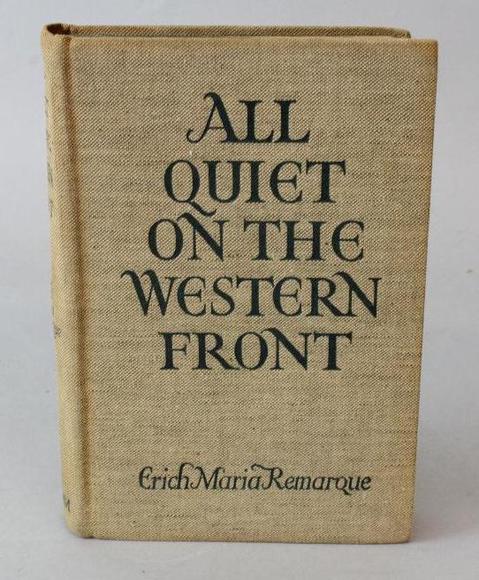 ALL
QUIET
ON THE
WESTERN
FRONT
Erich Maria Remarque